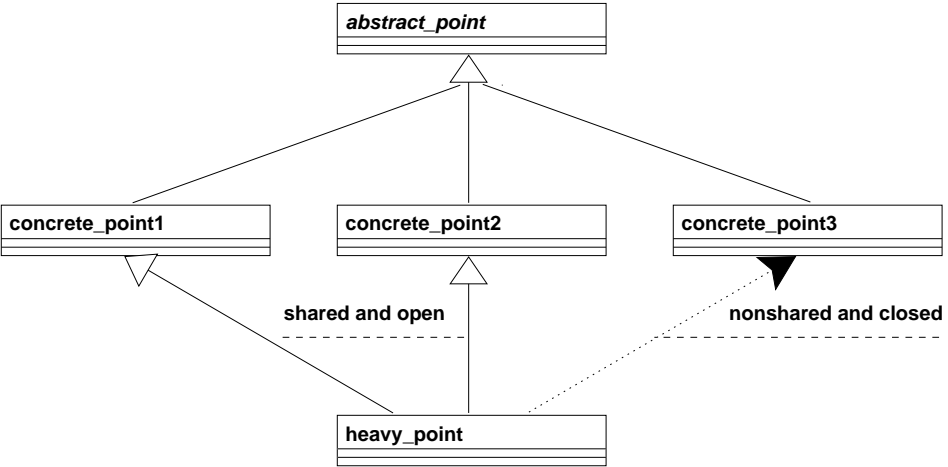 abstract_point
concrete_point1
concrete_point2
concrete_point3
shared and open
nonshared and closed
heavy_point